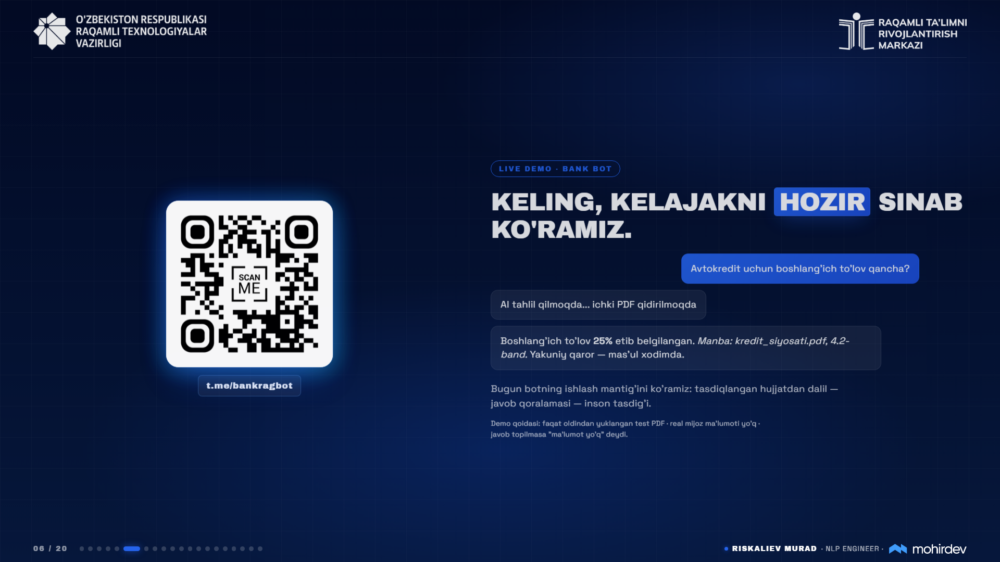 O'ZBEKISTON RESPUBLIKASI
RAQAMLI TEXNOLOGIYALAR
VAZIRLIGI
RAQAMLI TA'LIMNI
RIVOJLANTIRISH
MARKAZI
SCAN
ME
t.me/bankragbot
LIVE DEMO · BANK BOT
KELING, KELAJAKNI HOZIR SINAB
KO'RAMIZ.
Avtokredit uchun boshlang'ich to'lov qancha?
AI tahlil qilmoqda... ichki PDF qidirilmoqda
Boshlang'ich to'lov 25% etib belgilangan. Manba: kredit_siyosati.pdf, 4.2-
band. Yakuniy qaror — mas'ul xodimda.
Bugun botning ishlash mantig'ini ko'ramiz: tasdiqlangan hujjatdan dalil —
javob qoralamasi — inson tasdig'i.
Demo qoidasi: faqat oldindan yuklangan test PDF · real mijoz ma'lumoti yo'q ·
javob topilmasa "ma'lumot yo'q" deydi.
06 / 20
RISKALIEV MURAD · NLP ENGINEER · mohirdev